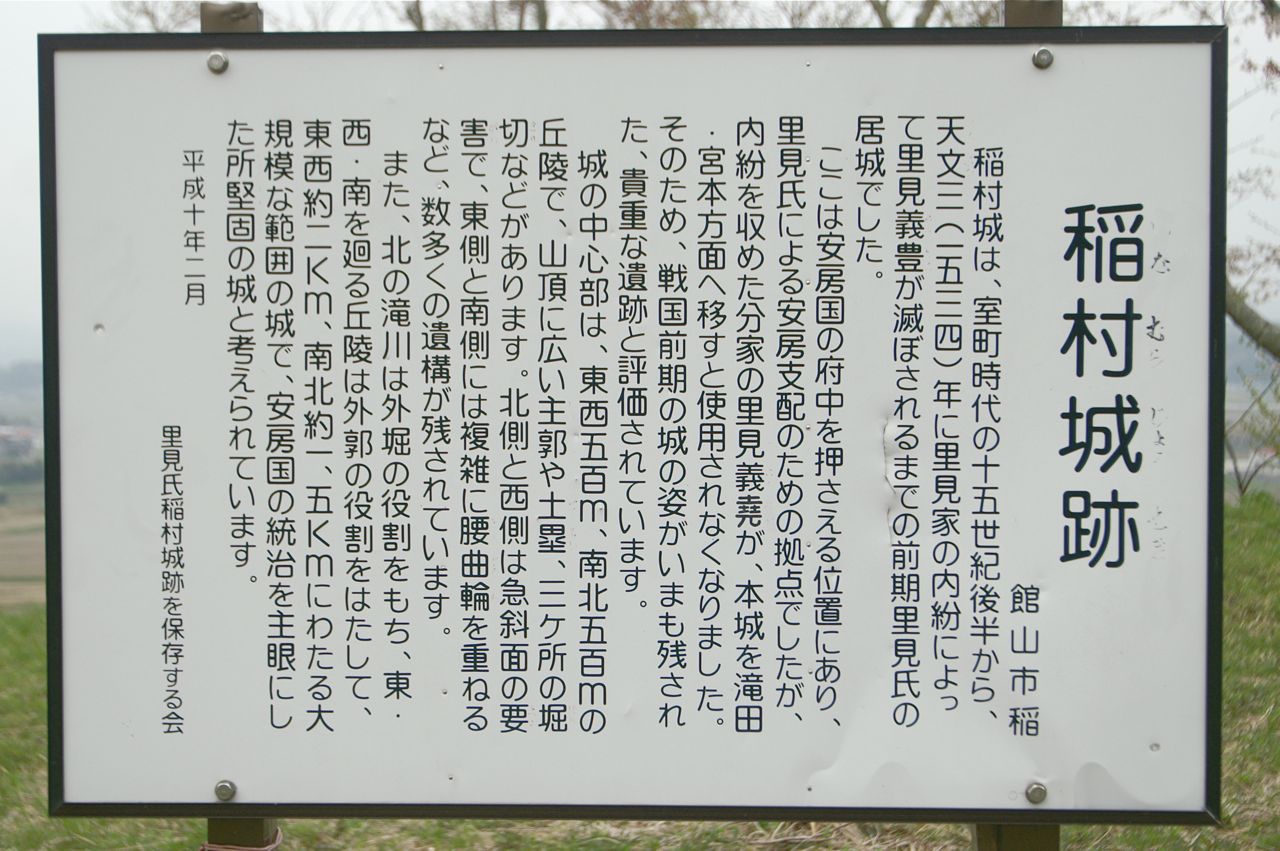 稲村城跡
いなむらじょうあと
館山市稲
稲村城は、室町時代の十五世紀後半から、
天文三(一五三四)年に里見家の内紛によっ
て里見義豊が滅ぼされるまでの前期里見氏の
居城でした。
ここは安房国の府中を押さえる位置にあり、
里見氏による安房支配のための拠点でしたが、
内紛を収めた分家の里見義堯が、本城を滝田
・宮本方面へ移すと使用されなくなりました。
そのため、戦国前期の城の姿がいまも残され
た、貴重な遺跡と評価されています。
城の中心部は、東西五百m、南北五百mの
丘陵で、山頂に広い主郭や土塁、三ケ所の堀
切などがあります。北側と西側は急斜面の要
害で、東側と南側には複雑に腰曲輪を重ねる
など、数多くの遺構が残されています。
また、北の滝川は外堀の役割をもち、東・
西・南を廻る丘陵は外郭の役割をはたして、
東西約二Km、南北約一、五Kmにわたる大
規模な範囲の城で、安房国の統治を主眼にし
た所堅固の城と考えられています。
平成十年二月
里見氏稲村城跡を保存する会